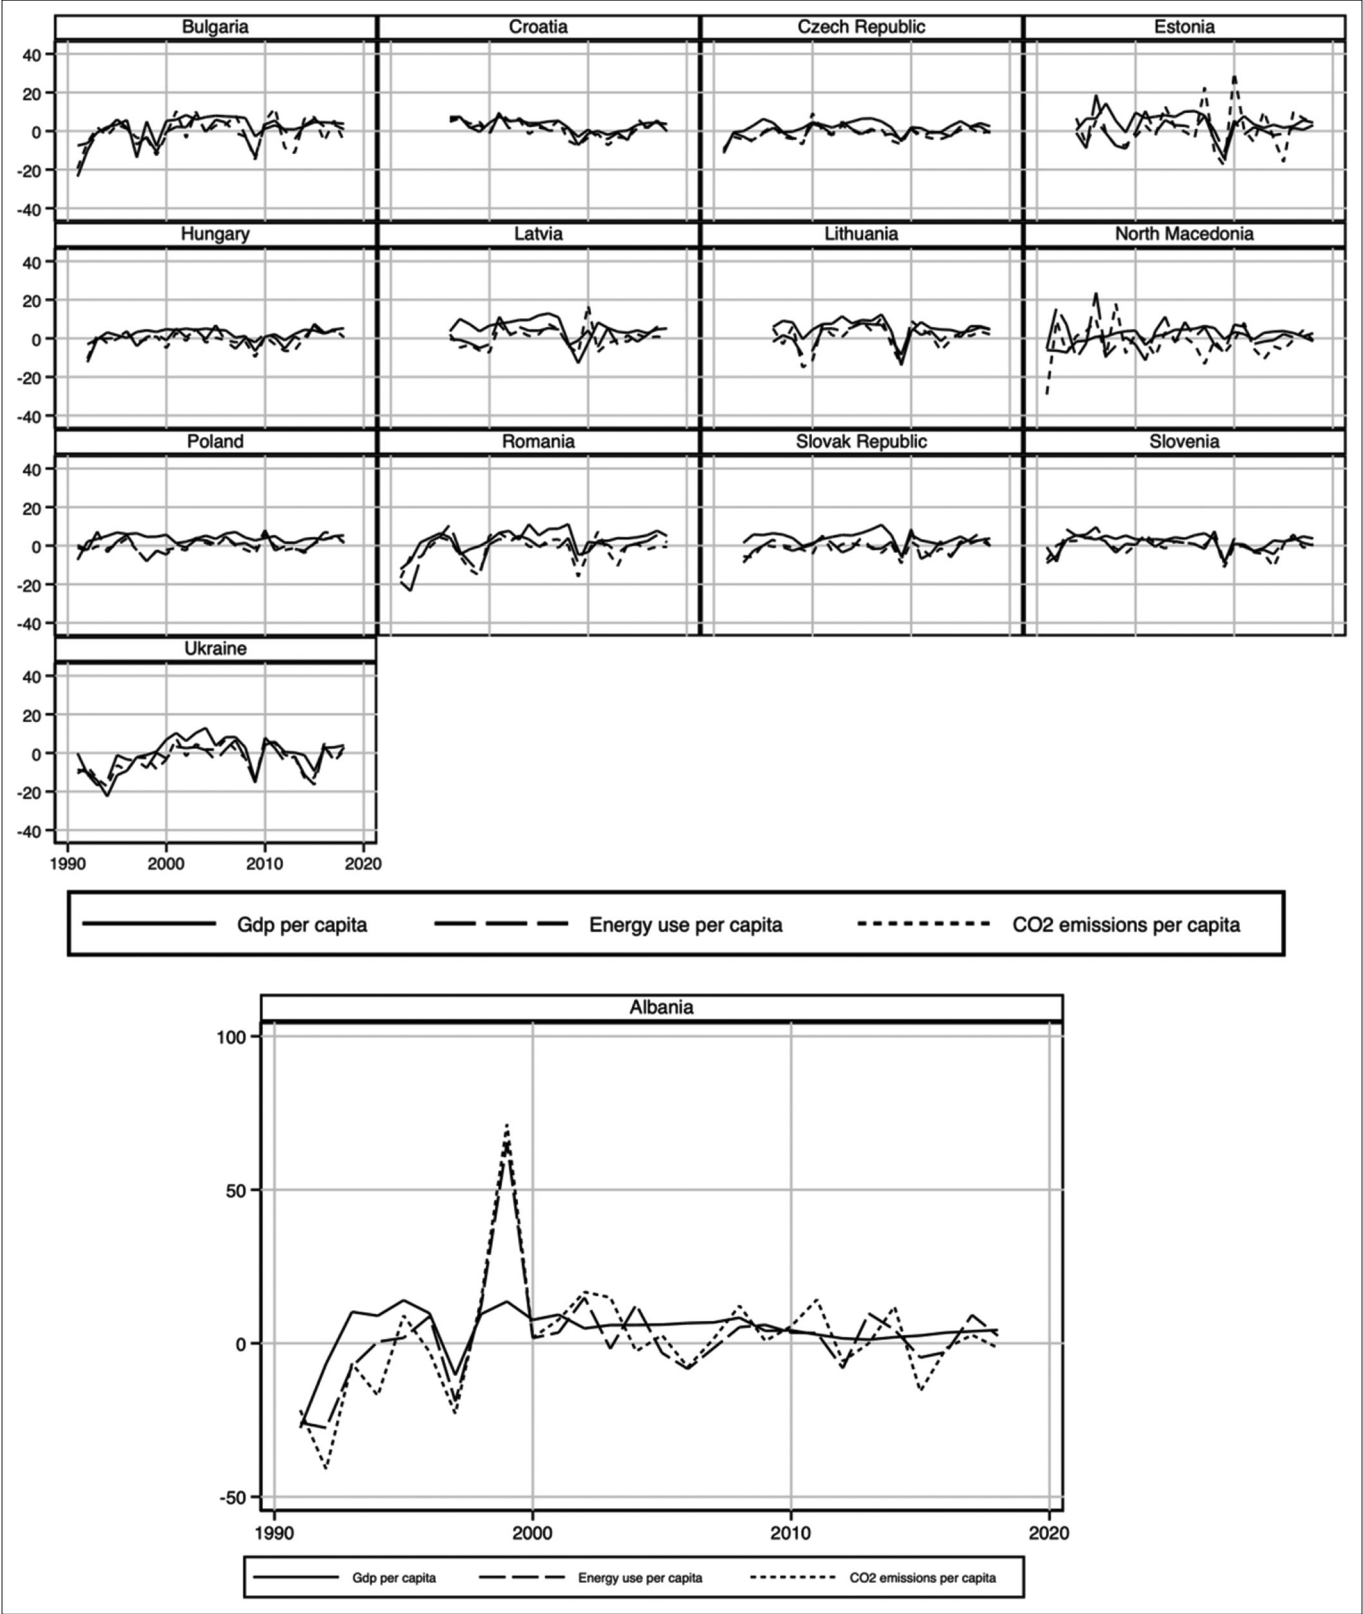 Bulgaria Croatia Czech Republic Estonia
40
20
0
-20
-40
Hungary Latvia Lithuania North Macedonia
40
20
0
-20
-40
Poland Romania Slovak Republic Slovenia
40
20
0
-20
-40
Ukraine
40
20
0
-20
-40
1990 2000 2010 2020
Gdp per capita Energy use per capita CO2 emissions per capita
Albania
100
50
0
-50
1990 2000 2010 2020
Gdp per capita Energy use per capita CO2 emissions per capita